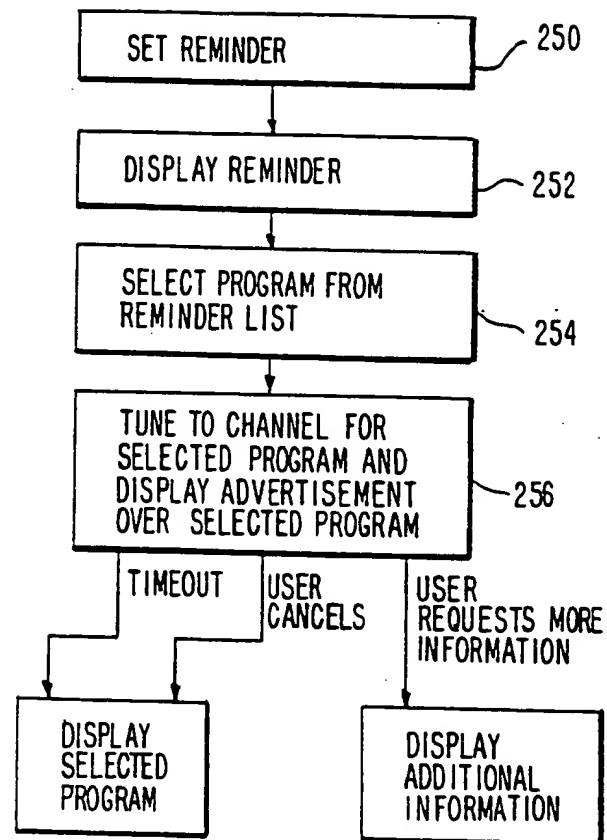 SET REMINDER
250
DISPLAY REMINDER
252
SELECT PROGRAM FROM
REMINDER LIST
254
TUNE TO CHANNEL FOR
SELECTED PROGRAM AND
DISPLAY ADVERTISEMENT
OVER SELECTED PROGRAM
256
TIMEOUT
USER
CANCELS
USER
REQUESTS MORE
INFORMATION
DISPLAY
SELECTED
PROGRAM
DISPLAY
ADDITIONAL
INFORMATION